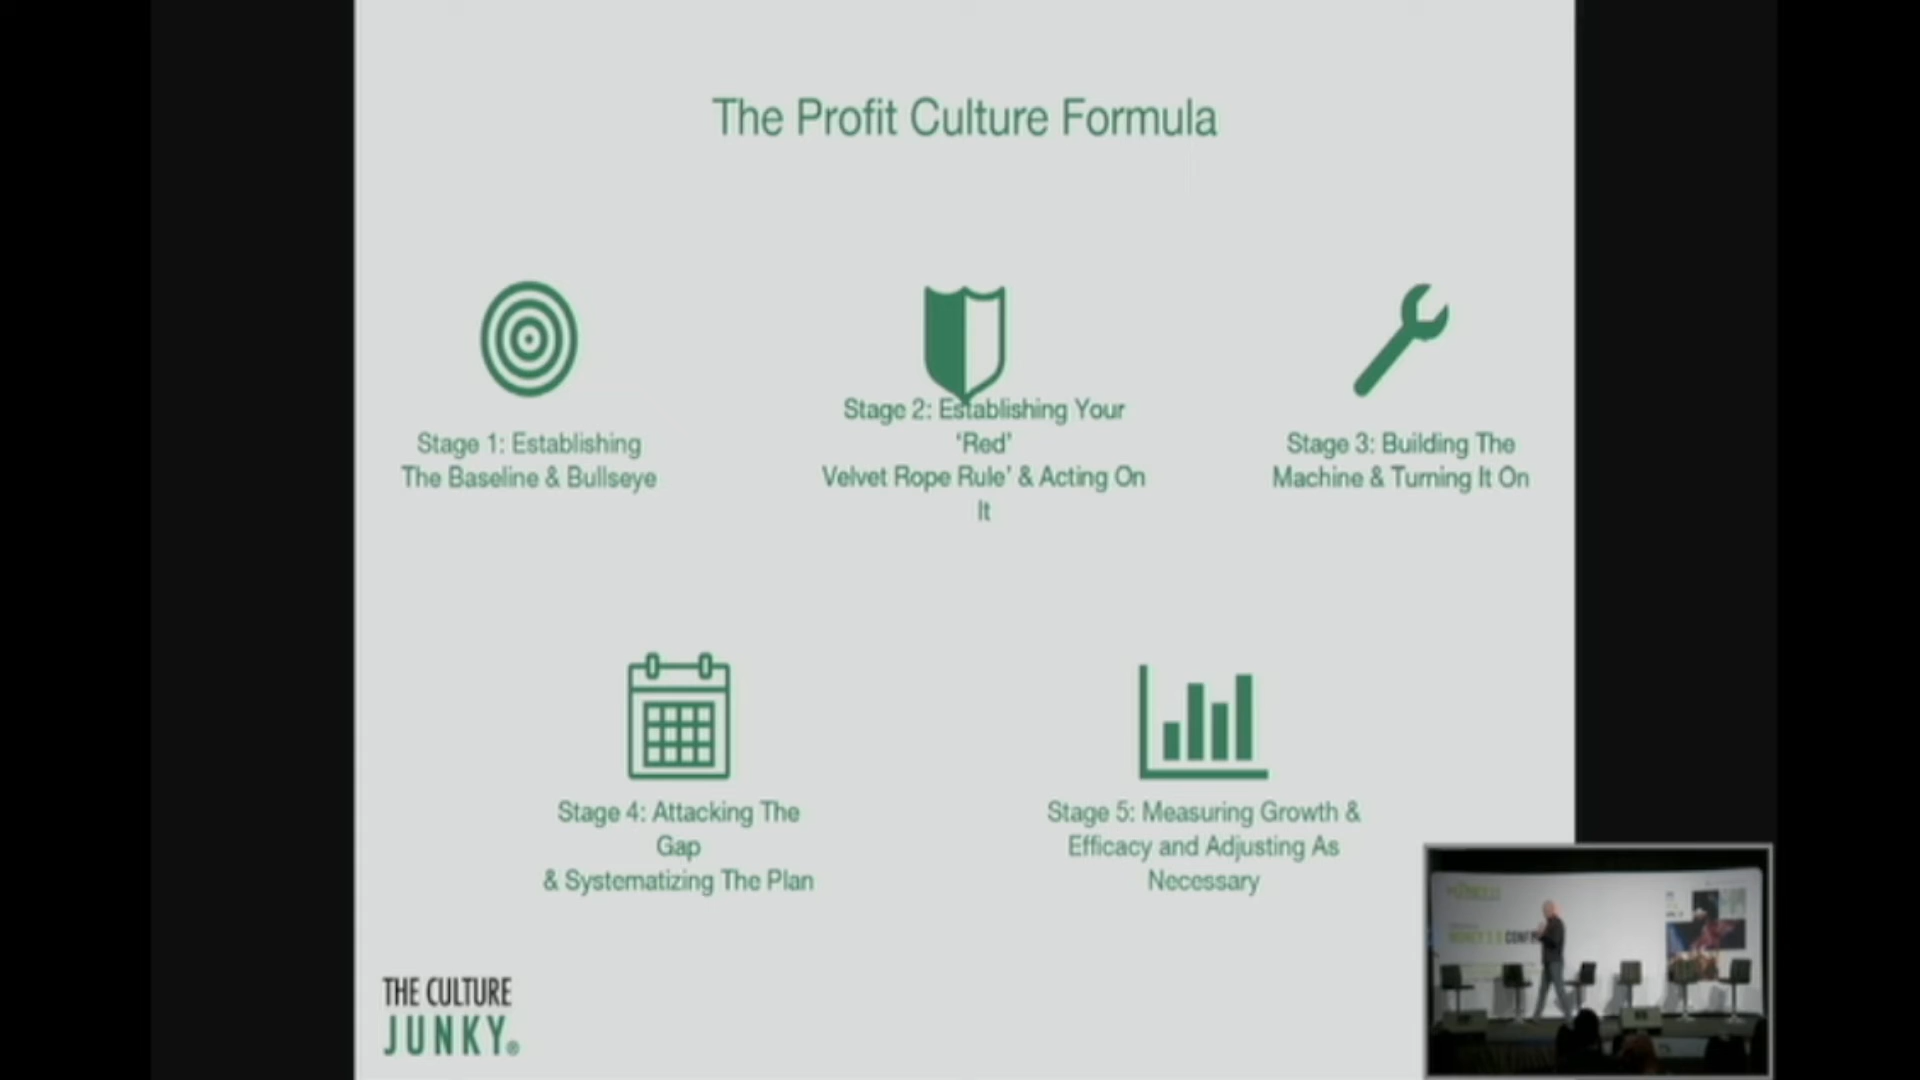 The Profit Culture Formula
Stage 1: Establishing
The Baseline & Bullseye
Stage 2: Establishing Your
‘Red’
Velvet Rope Rule’ & Acting On
It
Stage 3: Building The
Machine & Turning It On
Stage 4: Attacking The
Gap
& Systematizing The Plan
Stage 5: Measuring Growth &
Efficacy and Adjusting As
Necessary
THE CULTURE
JUNKY®